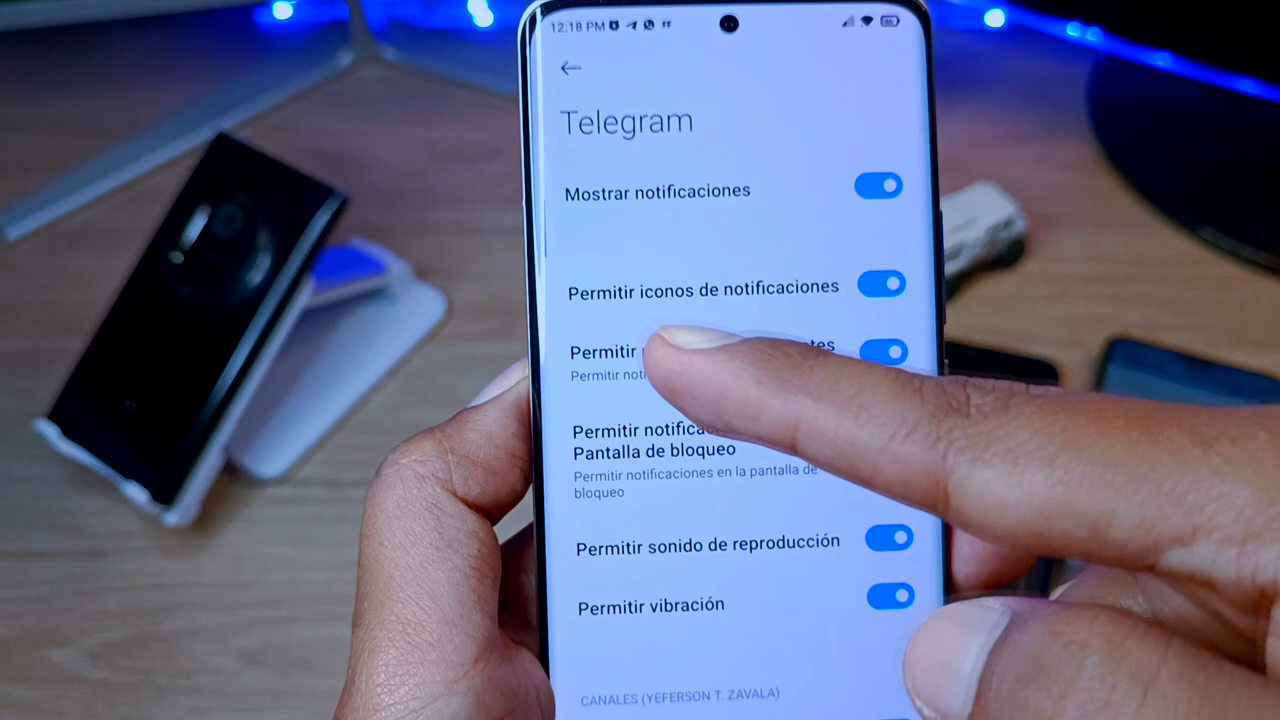 12:18 PM
Telegram
Mostrar notificaciones
Permitir iconos de notificaciones
Permitir
Permitir
Permitir
Pantalla de bloqueo
Permitir notificaciones en la pantalla de
bloqueo
Permitir sonido de reproducción
Permitir vibración
CANALES (YEFERSON T. ZAVALA)